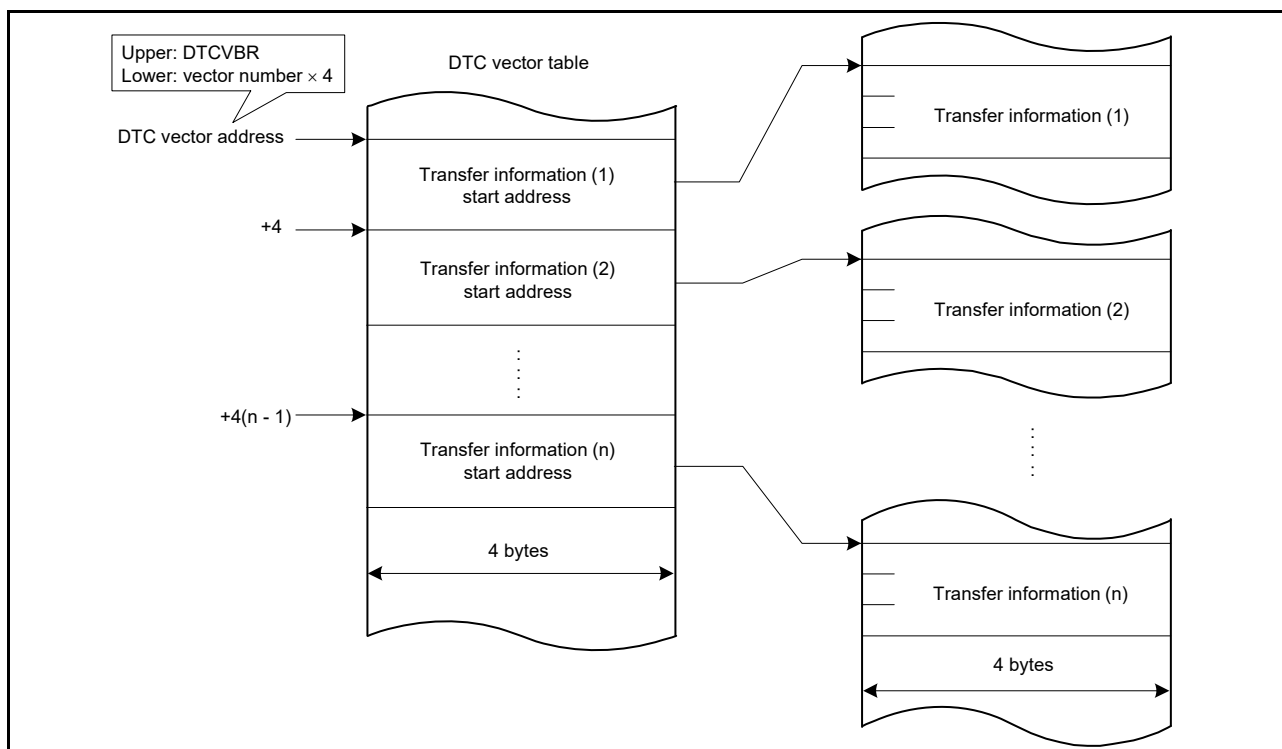 Upper: DTCVBR
Lower: vector number × 4
DTC vector table
DTC vector address
Transfer information (1)
start address
+4
Transfer information (2)
start address
+4(n - 1)
Transfer information (n)
start address
4 bytes
Transfer information (1)
Transfer information (2)
Transfer information (n)
4 bytes